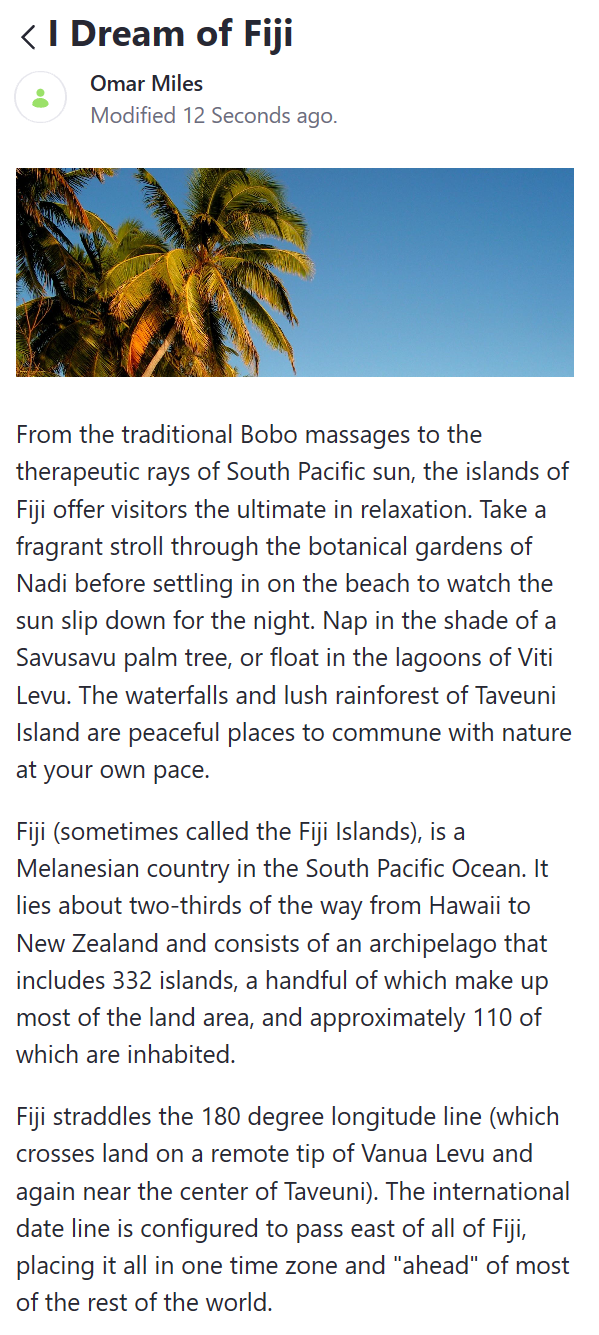 I Dream of Fiji
Omar Miles
Modified 12 Seconds ago.
From the traditional Bobo massages to the
therapeutic rays of South Pacific sun, the islands of
Fiji offer visitors the ultimate in relaxation. Take a
fragrant stroll through the botanical gardens of
Nadi before settling in on the beach to watch the
sun slip down for the night. Nap in the shade of a
Savusavu palm tree, or float in the lagoons of Viti
Levu. The waterfalls and lush rainforest of Taveuni
Island are peaceful places to commune with nature
at your own pace.
Fiji (sometimes called the Fiji Islands), is a
Melanesian country in the South Pacific Ocean. It
lies about two-thirds of the way from Hawaii to
New Zealand and consists of an archipelago that
includes 332 islands, a handful of which make up
most of the land area, and approximately 110 of
which are inhabited.
Fiji straddles the 180 degree longitude line (which
crosses land on a remote tip of Vanua Levu and
again near the center of Taveuni). The international
date line is configured to pass east of all of Fiji,
placing it all in one time zone and "ahead" of most
of the rest of the world.